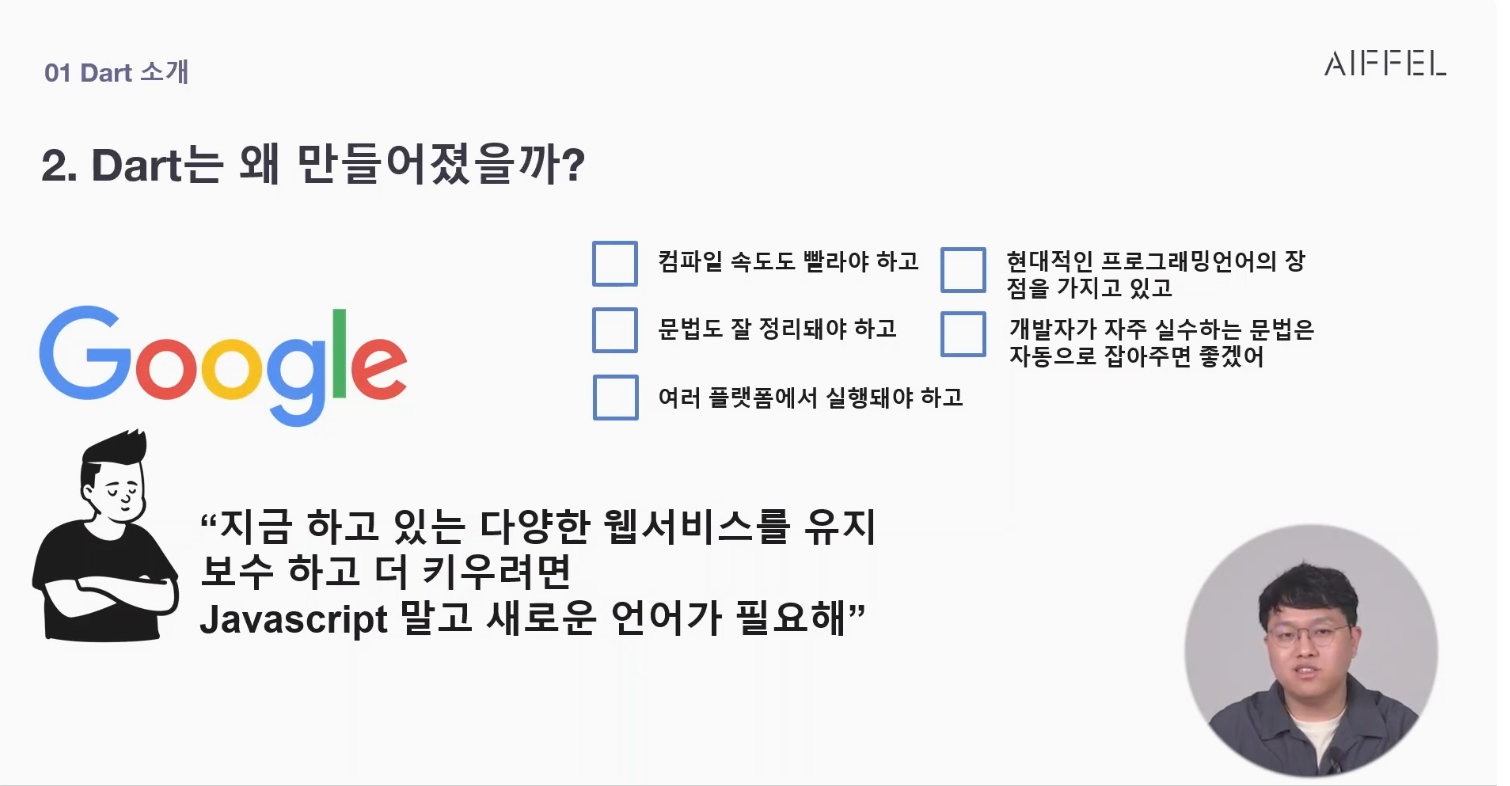 01 Dart 소개
AIFFEL
2. Dart는 왜 만들어졌을까?
Google
컴파일 속도도 빨라야 하고
문법도 잘 정리돼야 하고
여러 플랫폼에서 실행돼야 하고
현대적인 프로그래밍언어의 장
점을 가지고 있고
개발자가 자주 실수하는 문법은
자동으로 잡아주면 좋겠어
“지금 하고 있는 다양한 웹서비스를 유지
보수 하고 더 키우려면
Javascript 말고 새로운 언어가 필요해”